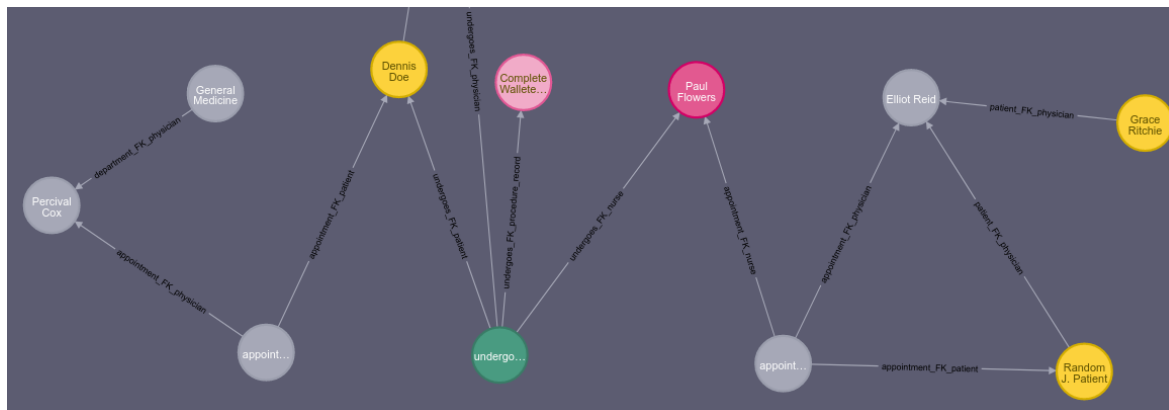 undergoes_FK_physician
Dennis
Doe
Complete
Wallete…
Paul
Flowers
General
Medicine
Elliot Reid
patient_FK_physician
Grace
Ritchie
department_FK_physician
Percival
Cox
appointment_FK_patient
undergoes_FK_patient
undergoes_FK_procedure_record
undergoes_FK_nurse
appointment_FK_nurse
appointment_FK_physician
patient_FK_physician
appointment_FK_physician
appoint…
undergo…
appoint…
appointment_FK_patient
Random
J. Patient